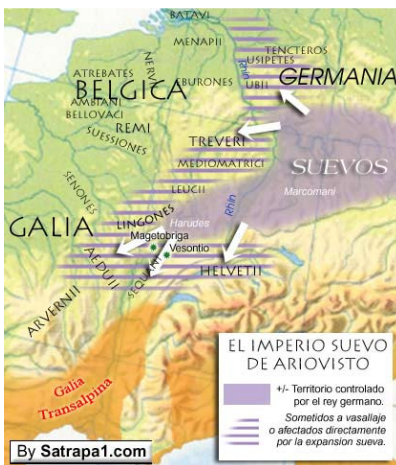 BATAVI
MENAPII
TENCTEROS
USIPETES
Rhin
UBII
GERMANIA
NERVI
EBURONES
ATREBATES
BELGICA
AMBIANI
BELLOVACI
REMI
SUESSIONES
TREVERI
MEDIOMATRICI
SUEVOS
Marcomani
SENONES
LEUCII
Rhin
LINGONES
Harudes
GALIA
Magetobriga
Vesontio
AEDUII
SEQUANI
HELVETII
ARVERNII
Galia
Transalpina
EL IMPERIO SUEVO
DE ARIOVISTO
+/- Territorio controlado
por el rey germano.
Sometidos a vasallaje
o afectados directamente
por la expansion sueva.
By Satrapa1.com